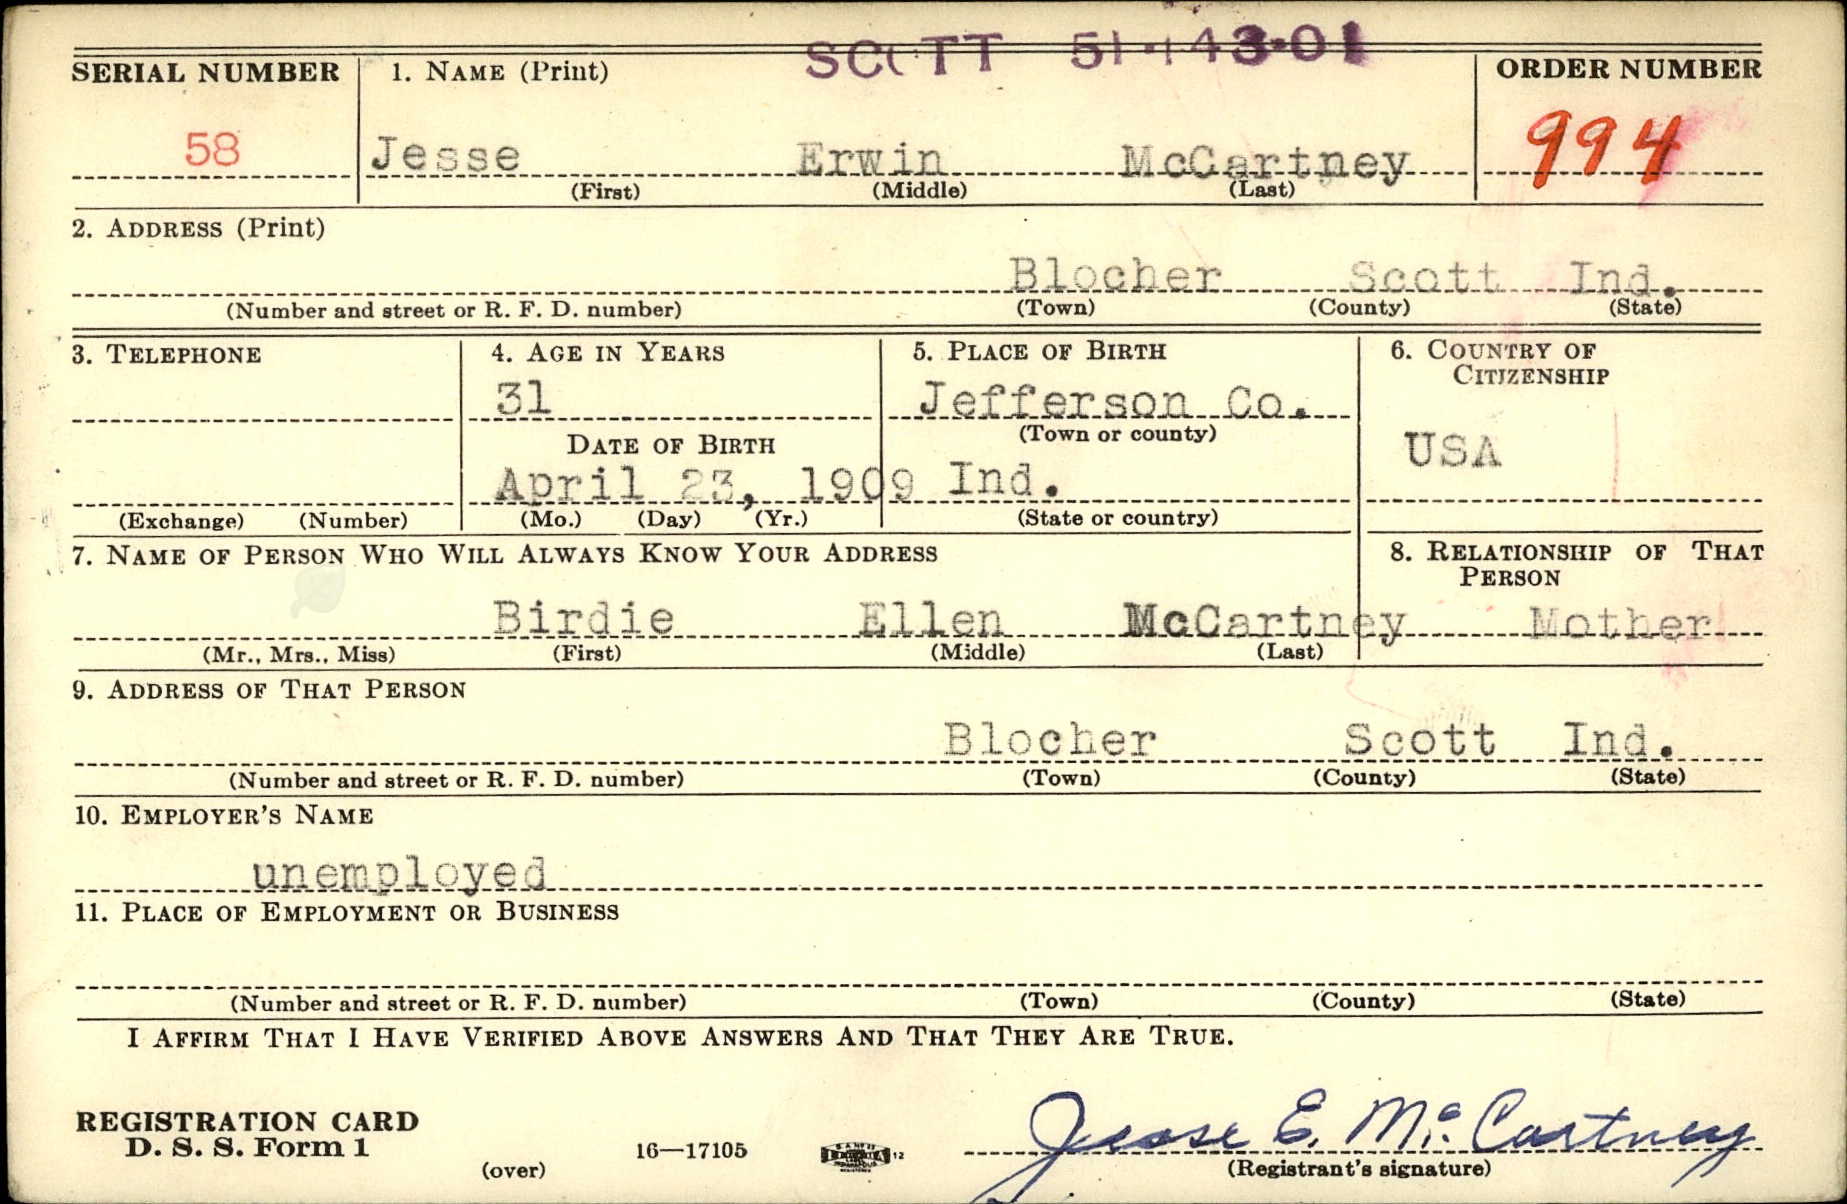 SCOTT 51·143·01
SERIAL NUMBER 1. NAME (Print) ORDER NUMBER
58 Jesse Erwin McCartney 994
(First) (Middle) (Last)
2. ADDRESS (Print)
Blocher Scott Ind.
(Number and street or R. F. D. number) (Town) (County) (State)
3. TELEPHONE 4. AGE IN YEARS 5. PLACE OF BIRTH 6. COUNTRY OF
CITIZENSHIP
31 Jefferson Co.
DATE OF BIRTH (Town or county)
USA
April 23, 1909 Ind.
(Exchange) (Number) (Mo.) (Day) (Yr.) (State or country)
7. NAME OF PERSON WHO WILL ALWAYS KNOW YOUR ADDRESS 8. RELATIONSHIP OF THAT
PERSON
Birdie Ellen McCartney Mother
(Mr., Mrs., Miss) (First) (Middle) (Last)
9. ADDRESS OF THAT PERSON
Blocher Scott Ind.
(Number and street or R. F. D. number) (Town) (County) (State)
10. EMPLOYER'S NAME
unemployed
11. PLACE OF EMPLOYMENT OR BUSINESS
(Number and street or R. F. D. number) (Town) (County) (State)
I AFFIRM THAT I HAVE VERIFIED ABOVE ANSWERS AND THAT THEY ARE TRUE.
REGISTRATION CARD
D. S. S. Form 1 16—17105 12 Jesse E. McCartney
(over) (Registrant's signature)